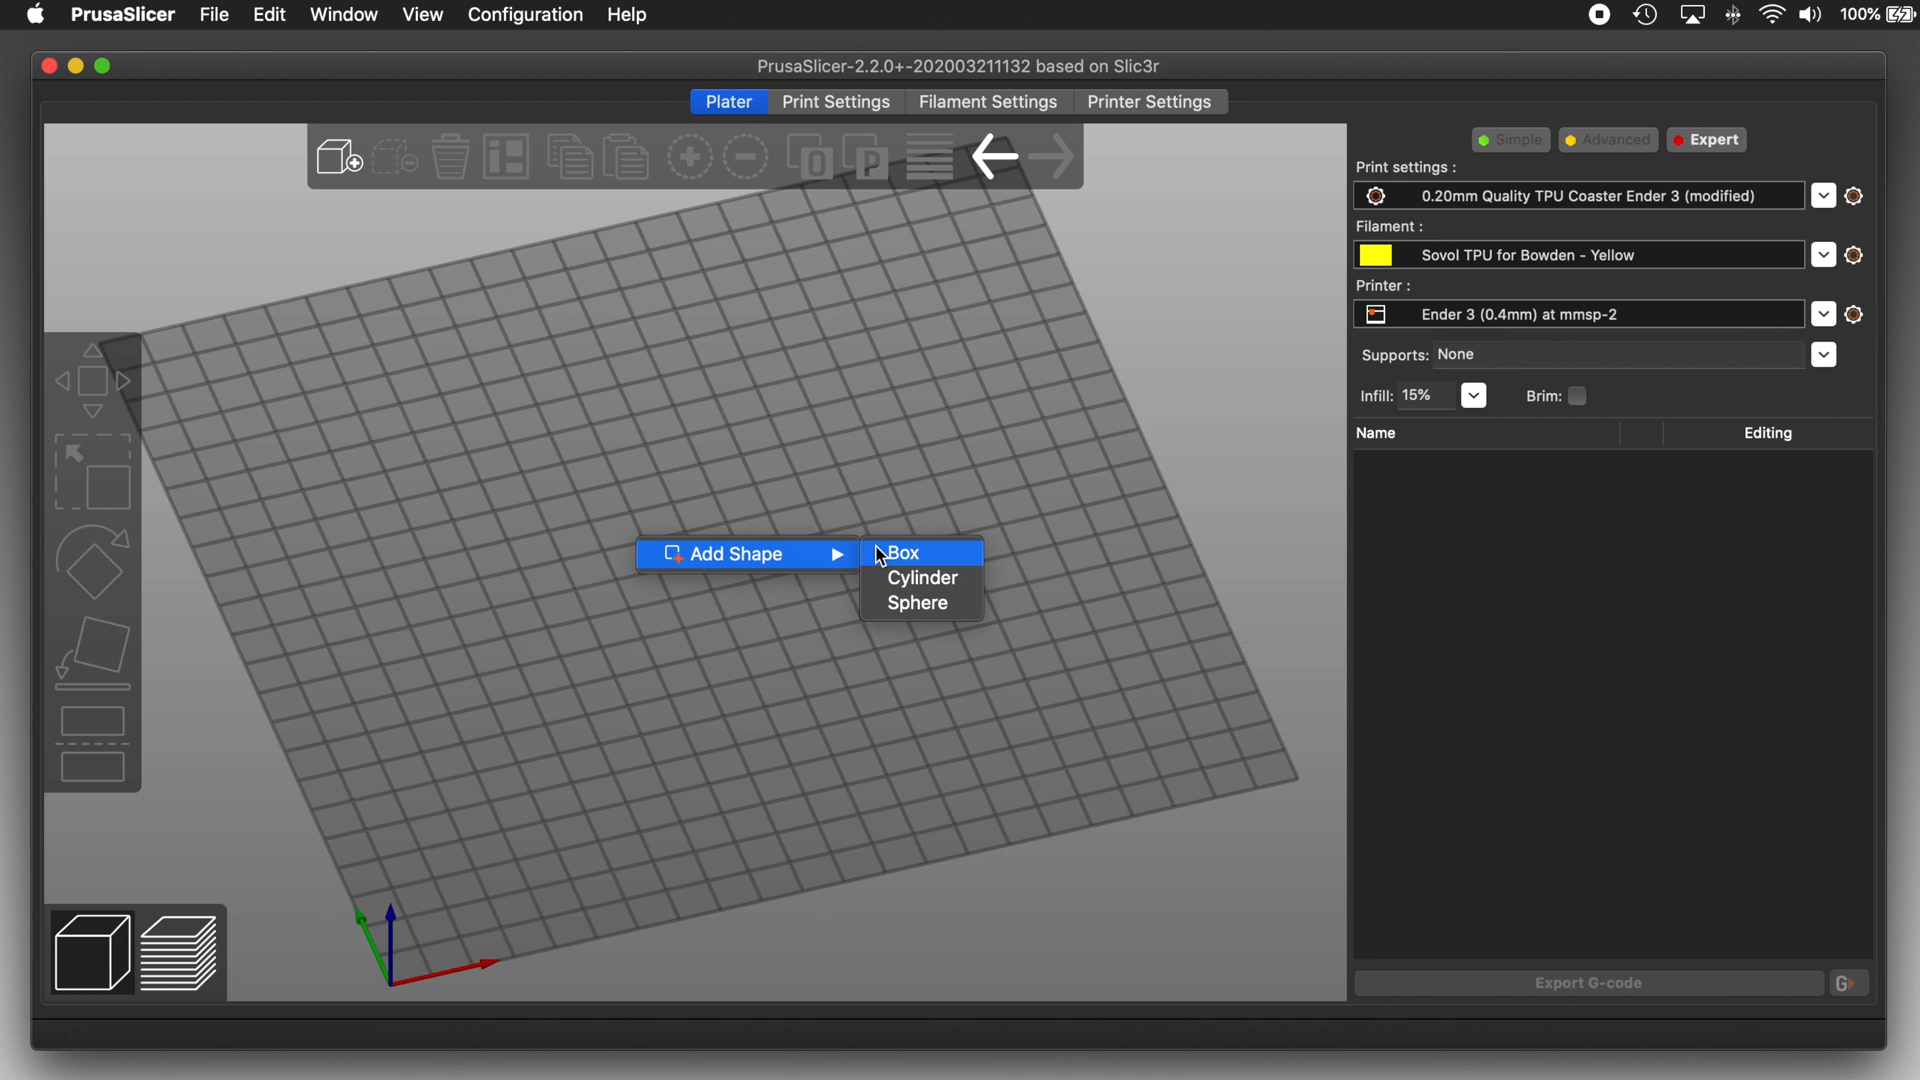 PrusaSlicer File Edit Window View Configuration Help 100%
PrusaSlicer-2.2.0+-202003211132 based on Slic3r
Plater Print Settings Filament Settings Printer Settings
Simple Advanced Expert
O P
Print settings :
0.20mm Quality TPU Coaster Ender 3 (modified)
Filament :
Sovol TPU for Bowden - Yellow
Printer :
Ender 3 (0.4mm) at mmsp-2
Supports: None
Infill: 15% Brim:
Name Editing
Add Shape Box
Cylinder
Sphere
Export G-code G